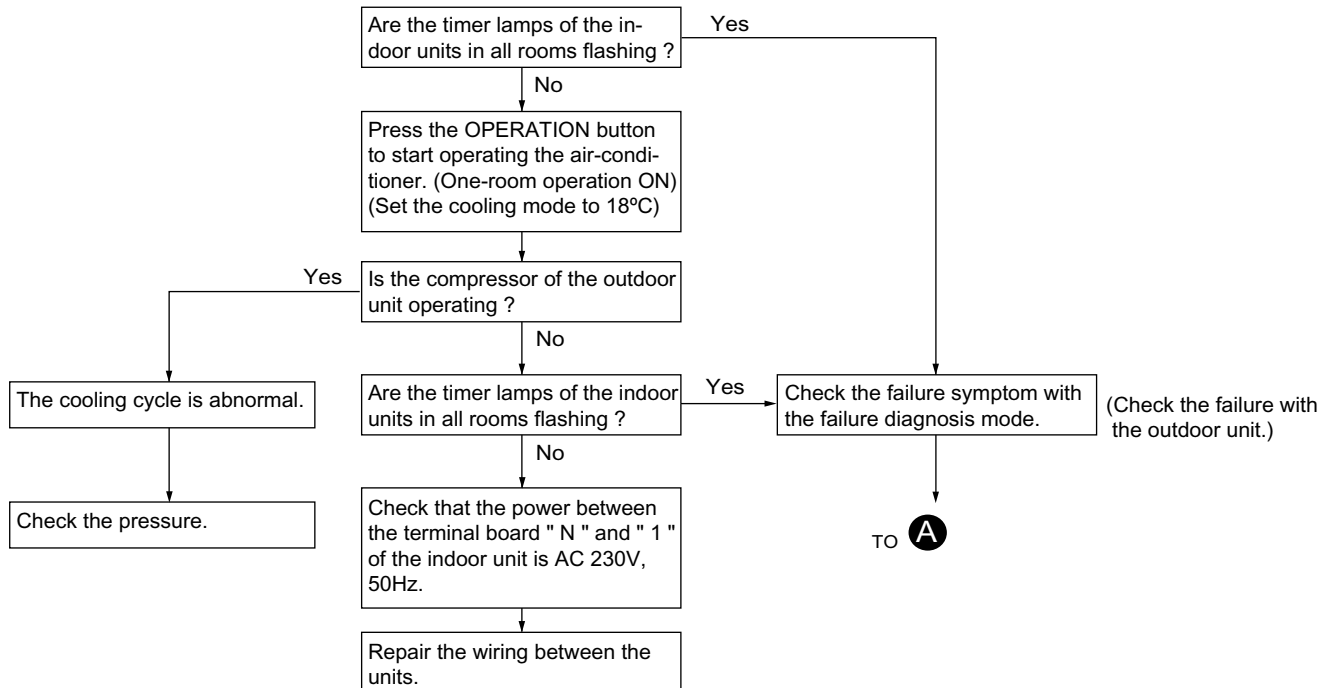 Are the timer lamps of the in-
door units in all rooms flashing ?
Yes
No
Press the OPERATION button
to start operating the air-condi-
tioner. (One-room operation ON)
(Set the cooling mode to 18ºC)
Yes
Is the compressor of the outdoor
unit operating ?
No
The cooling cycle is abnormal.
Are the timer lamps of the indoor
units in all rooms flashing ?
Yes
Check the failure symptom with
the failure diagnosis mode.
(Check the failure with
the outdoor unit.)
No
Check the pressure.
Check that the power between
the terminal board " N " and " 1 "
of the indoor unit is AC 230V,
50Hz.
TO A
Repair the wiring between the
units.